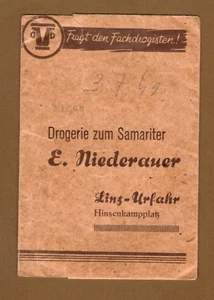 Ö V D
Fragt den Fachdrogisten!
Drogerie zum Samariter
E. Niederauer
Linz-Urfahr
Hinsenkampplatz